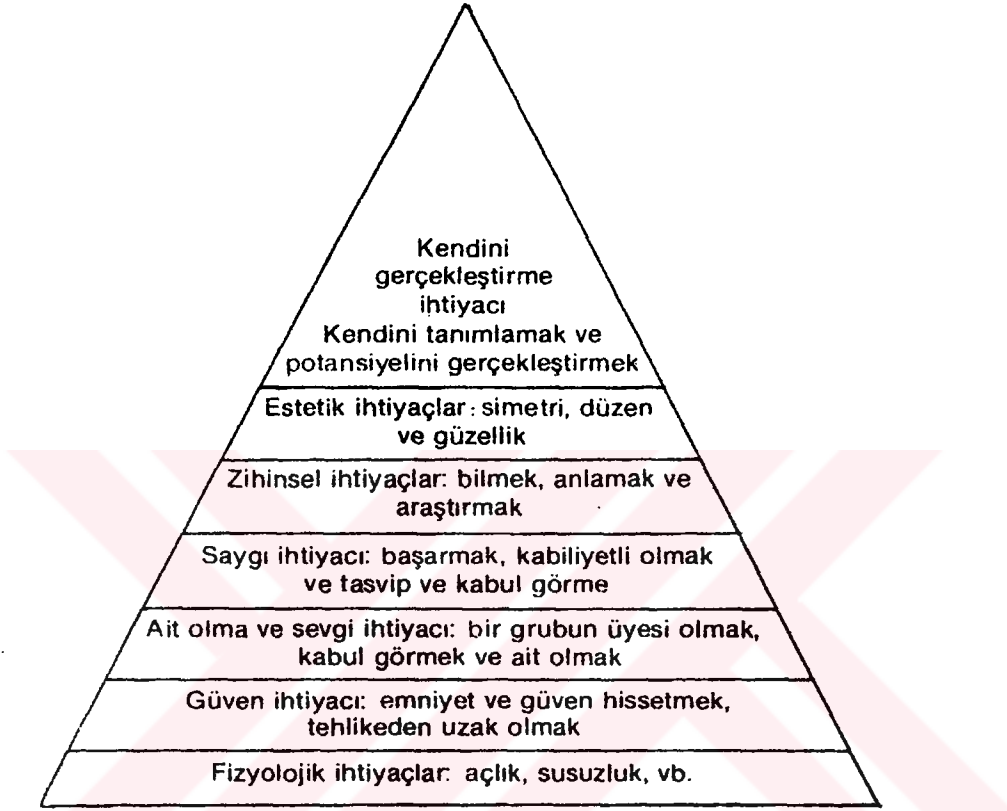 Kendini
gerçekleştirme
ihtiyacı
Kendini tanımlamak ve
potansiyelini gerçekleştirmek
Estetik ihtiyaçlar: simetri, düzen
ve güzellik
Zihinsel ihtiyaçlar: bilmek, anlamak ve
araştırmak
Saygı ihtiyacı: başarmak, kabiliyetli olmak
ve tasvip ve kabul görme
Ait olma ve sevgi ihtiyacı: bir grubun üyesi olmak,
kabul görmek ve ait olmak
Güven ihtiyacı: emniyet ve güven hissetmek,
tehlikeden uzak olmak
Fizyolojik ihtiyaçlar: açlık, susuzluk, vb.